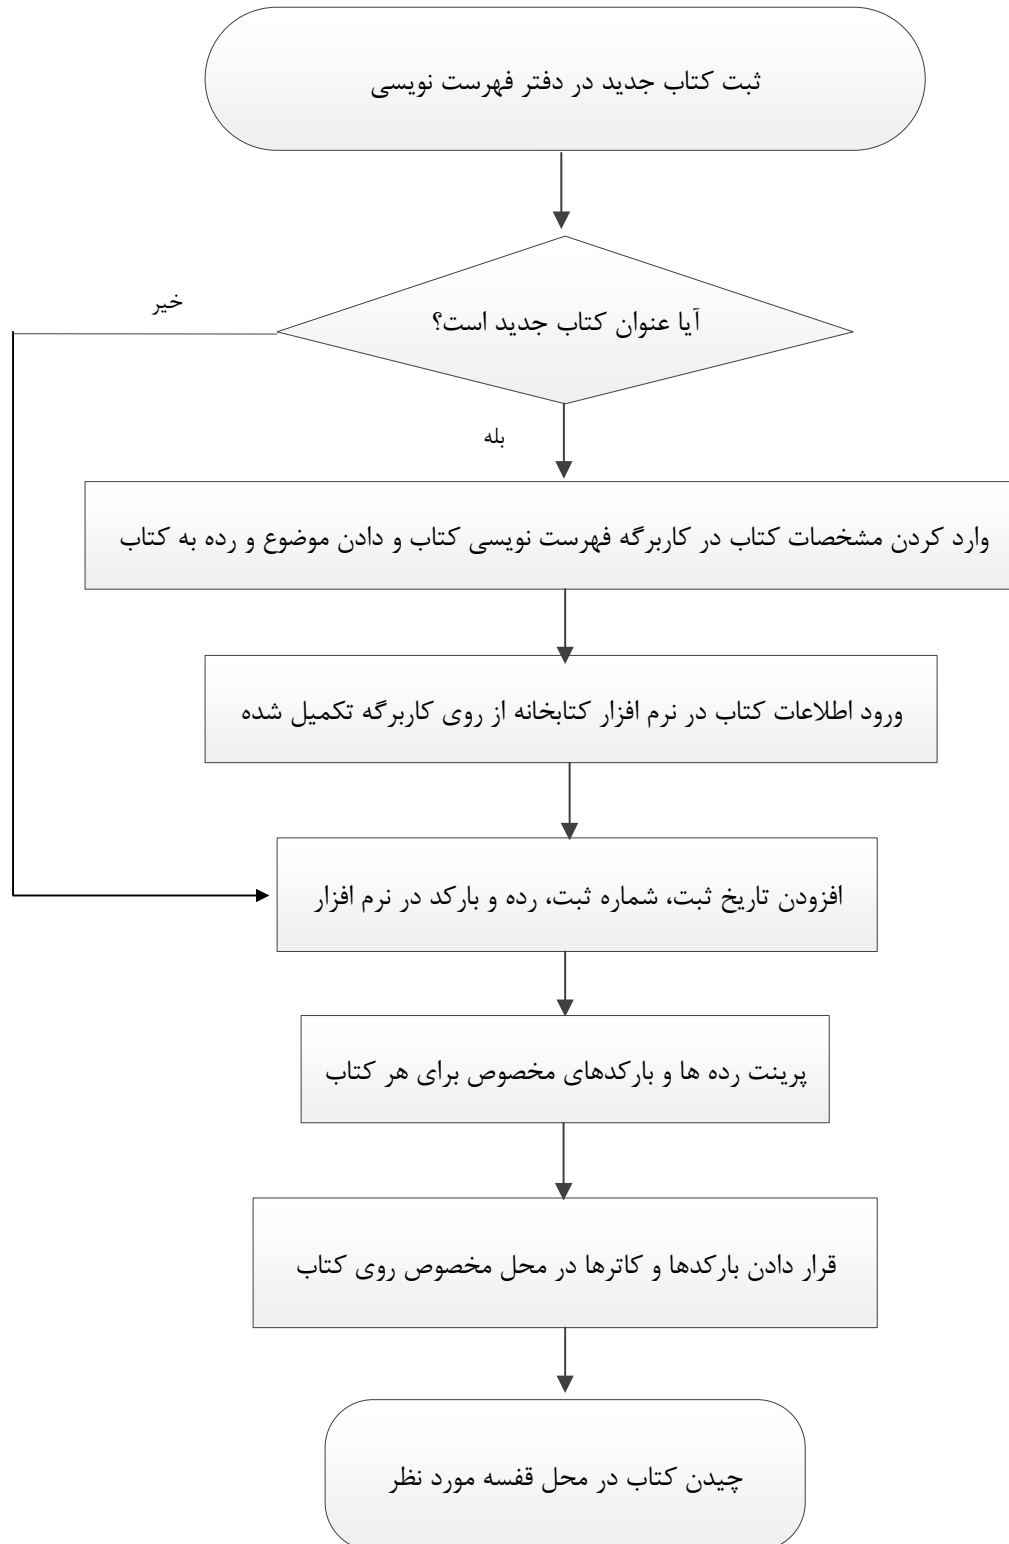 ثبت کتاب جدید در دفتر فهرست نویسی
خیر
آیا عنوان کتاب جدید است؟
بله
وارد کردن مشخصات کتاب در کاربرگه فهرست نویسی کتاب و دادن موضوع و رده به کتاب
ورود اطلاعات کتاب در نرم افزار کتابخانه از روی کاربرگه تکمیل شده
افزودن تاریخ ثبت، شماره ثبت، رده و بارکد در نرم افزار
پرینت رده ها و بارکدهای مخصوص برای هر کتاب
قرار دادن بارکدها و کاترها در محل مخصوص روی کتاب
چیدن کتاب در محل قفسه مورد نظر